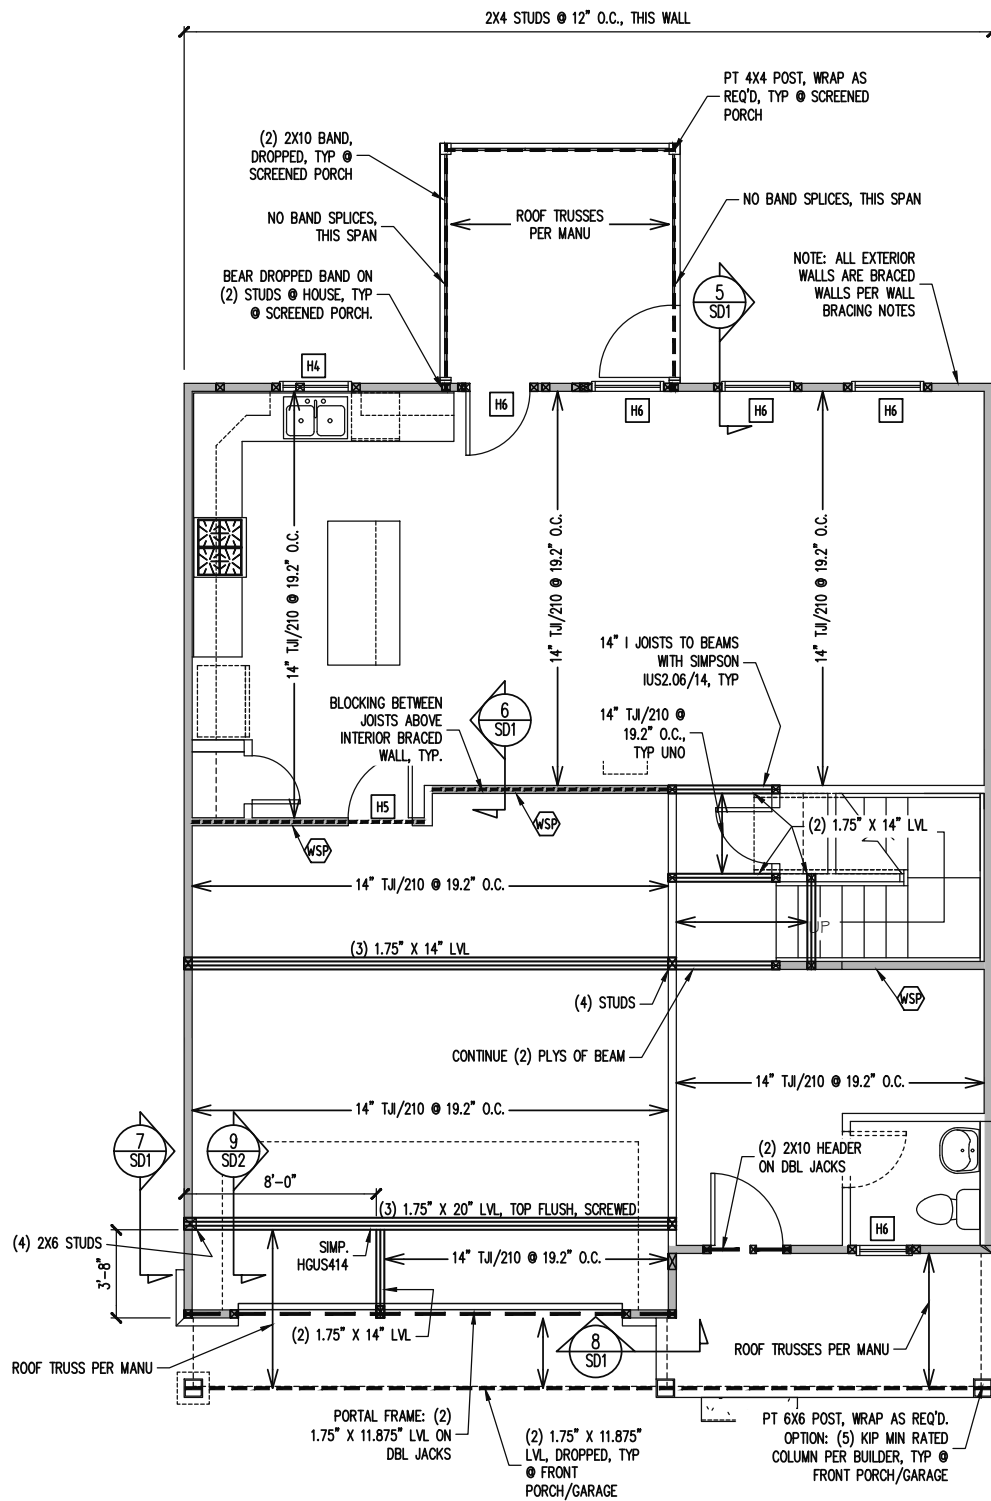 2X4 STUDS @ 12" O.C., THIS WALL
PT 4X4 POST, WRAP AS
REQ'D, TYP @ SCREENED
PORCH
(2) 2X10 BAND,
DROPPED, TYP @
SCREENED PORCH
NO BAND SPLICES,
THIS SPAN
ROOF TRUSSES
PER MANU
NO BAND SPLICES, THIS SPAN
BEAR DROPPED BAND ON
(2) STUDS @ HOUSE, TYP
@ SCREENED PORCH.
5
SD1
NOTE: ALL EXTERIOR
WALLS ARE BRACED
WALLS PER WALL
BRACING NOTES
H4
H6
H6
H6
H6
14" TJI/210 @ 19.2" O.C.
14" TJI/210 @ 19.2" O.C.
14" TJI/210 @ 19.2" O.C.
14" I JOISTS TO BEAMS
WITH SIMPSON
IUS2.06/14, TYP
14" TJI/210 @
19.2" O.C.,
TYP UNO
BLOCKING BETWEEN
JOISTS ABOVE
INTERIOR BRACED
WALL, TYP.
6
SD1
H5
WSP
WSP
(2) 1.75" X 14" LVL
14" TJI/210 @ 19.2" O.C.
UP
(3) 1.75" X 14" LVL
(4) STUDS
WSP
CONTINUE (2) PLYS OF BEAM
14" TJI/210 @ 19.2" O.C.
14" TJI/210 @ 19.2" O.C.
7
SD1
9
SD2
(2) 2X10 HEADER
ON DBL JACKS
8'-0"
(3) 1.75" X 20" LVL, TOP FLUSH, SCREWED
H6
(4) 2X6 STUDS
3'-8"
SIMP.
HGUS414
14" TJI/210 @ 19.2" O.C.
(2) 1.75" X 14" LVL
8
SD1
ROOF TRUSSES PER MANU
ROOF TRUSS PER MANU
PORTAL FRAME: (2)
1.75" X 11.875" LVL ON
DBL JACKS
(2) 1.75" X 11.875"
LVL, DROPPED, TYP
@ FRONT
PORCH/GARAGE
PT 6X6 POST, WRAP AS REQ'D.
OPTION: (5) KIP MIN RATED
COLUMN PER BUILDER, TYP @
FRONT PORCH/GARAGE